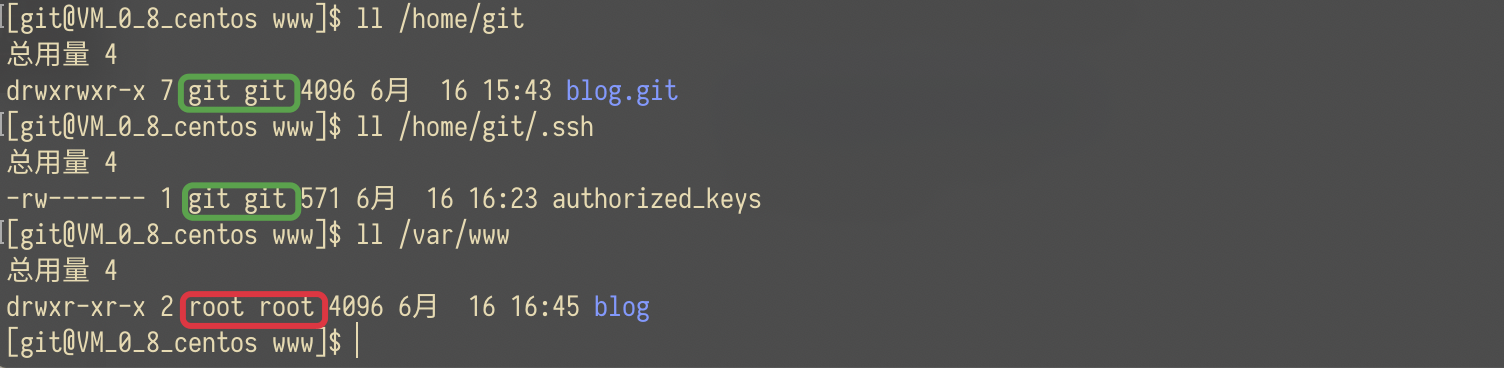 [git@VM_0_8_centos www]$ ll /home/git
总用量 4
drwxrwxr-x 7 git git 4096 6月  16 15:43 blog.git
[git@VM_0_8_centos www]$ ll /home/git/.ssh
总用量 4
-rw------- 1 git git 571 6月  16 16:23 authorized_keys
[git@VM_0_8_centos www]$ ll /var/www
总用量 4
drwxr-xr-x 2 root root 4096 6月  16 16:45 blog
[git@VM_0_8_centos www]$